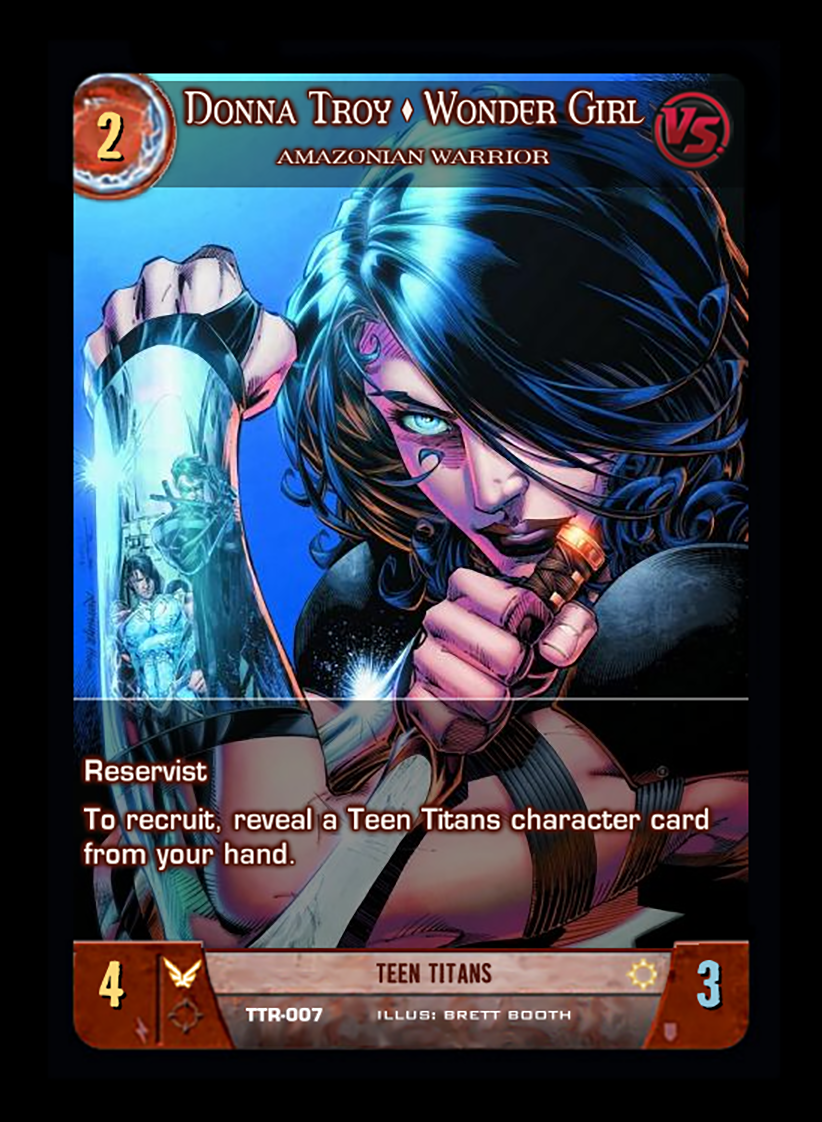 2
DONNA TROY ♦ WONDER GIRL
VS.
AMAZONIAN WARRIOR
Reservist
To recruit, reveal a Teen Titans character card
from your hand.
4
TEEN TITANS
3
TTR-007
ILLUS: BRETT BOOTH